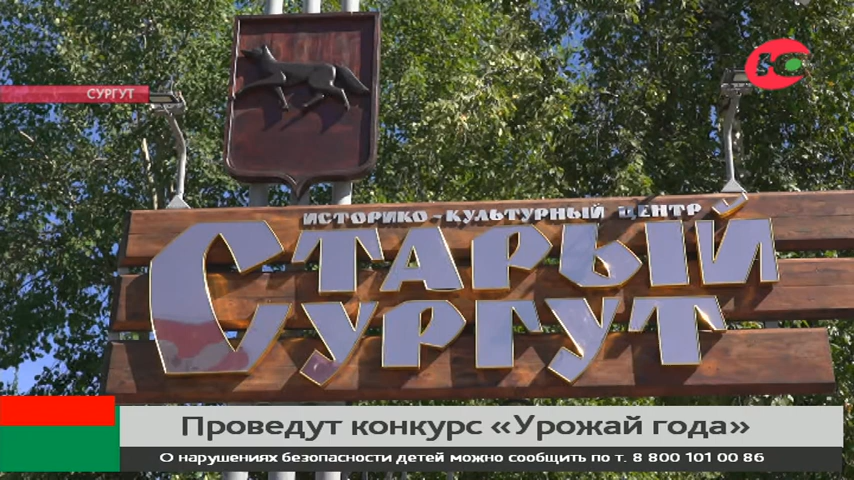 СУРГУТ
ИСТОРИКО-КУЛЬТУРНЫЙ ЦЕНТР
СТАРЫЙ
СУРГУТ
Проведут конкурс «Урожай года»
О нарушениях безопасности детей можно сообщить по т. 8 800 101 00 86